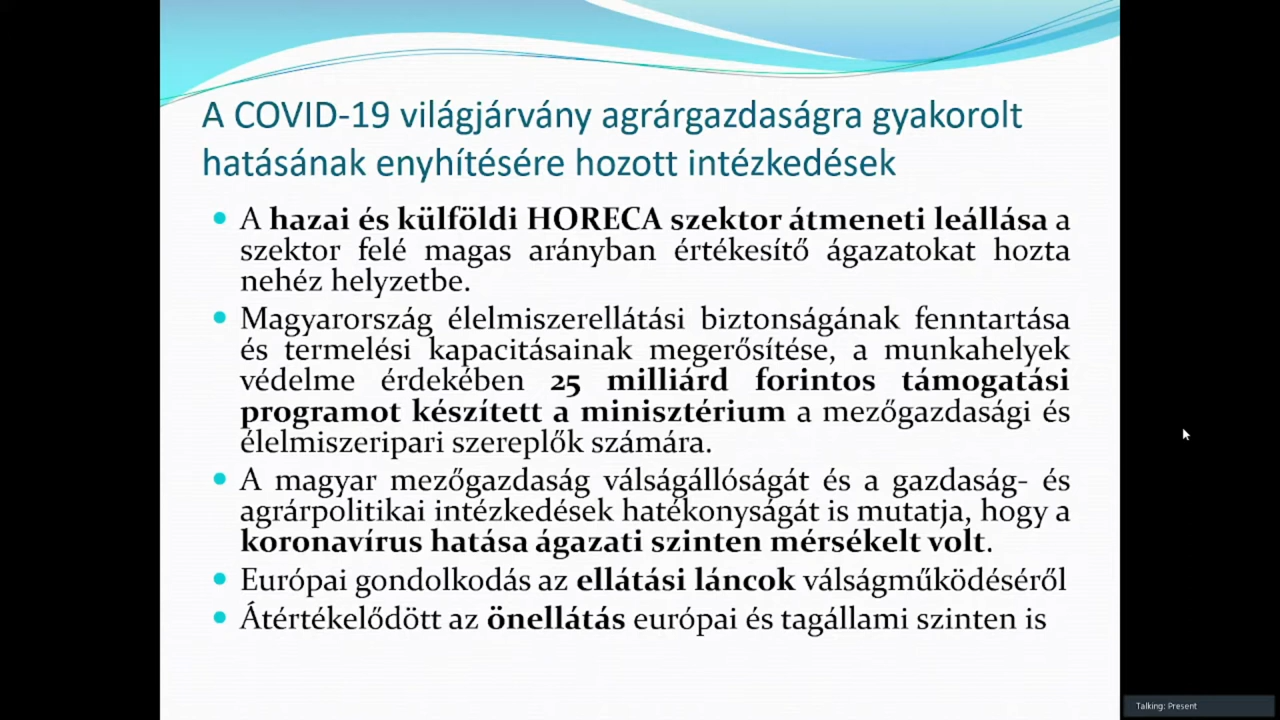 A COVID-19 világjárvány agrárgazdaságra gyakorolt
hatásának enyhítésére hozott intézkedések
• A hazai és külföldi HORECA szektor átmeneti leállása a
szektor felé magas arányban értékesítő ágazatokat hozta
nehéz helyzetbe.
• Magyarország élelmiszerellátási biztonságának fenntartása
és termelési kapacitásainak megerősítése, a munkahelyek
védelme érdekében 25 milliárd forintos támogatási
programot készített a minisztérium a mezőgazdasági és
élelmiszeripari szereplők számára.
• A magyar mezőgazdaság válságállóságát és a gazdaság- és
agrárpolitikai intézkedések hatékonyságát is mutatja, hogy a
koronavírus hatása ágazati szinten mérsékelt volt.
• Európai gondolkodás az ellátási láncok válságműködéséről
• Átértékelődött az önellátás európai és tagállami szinten is
Talking: Present